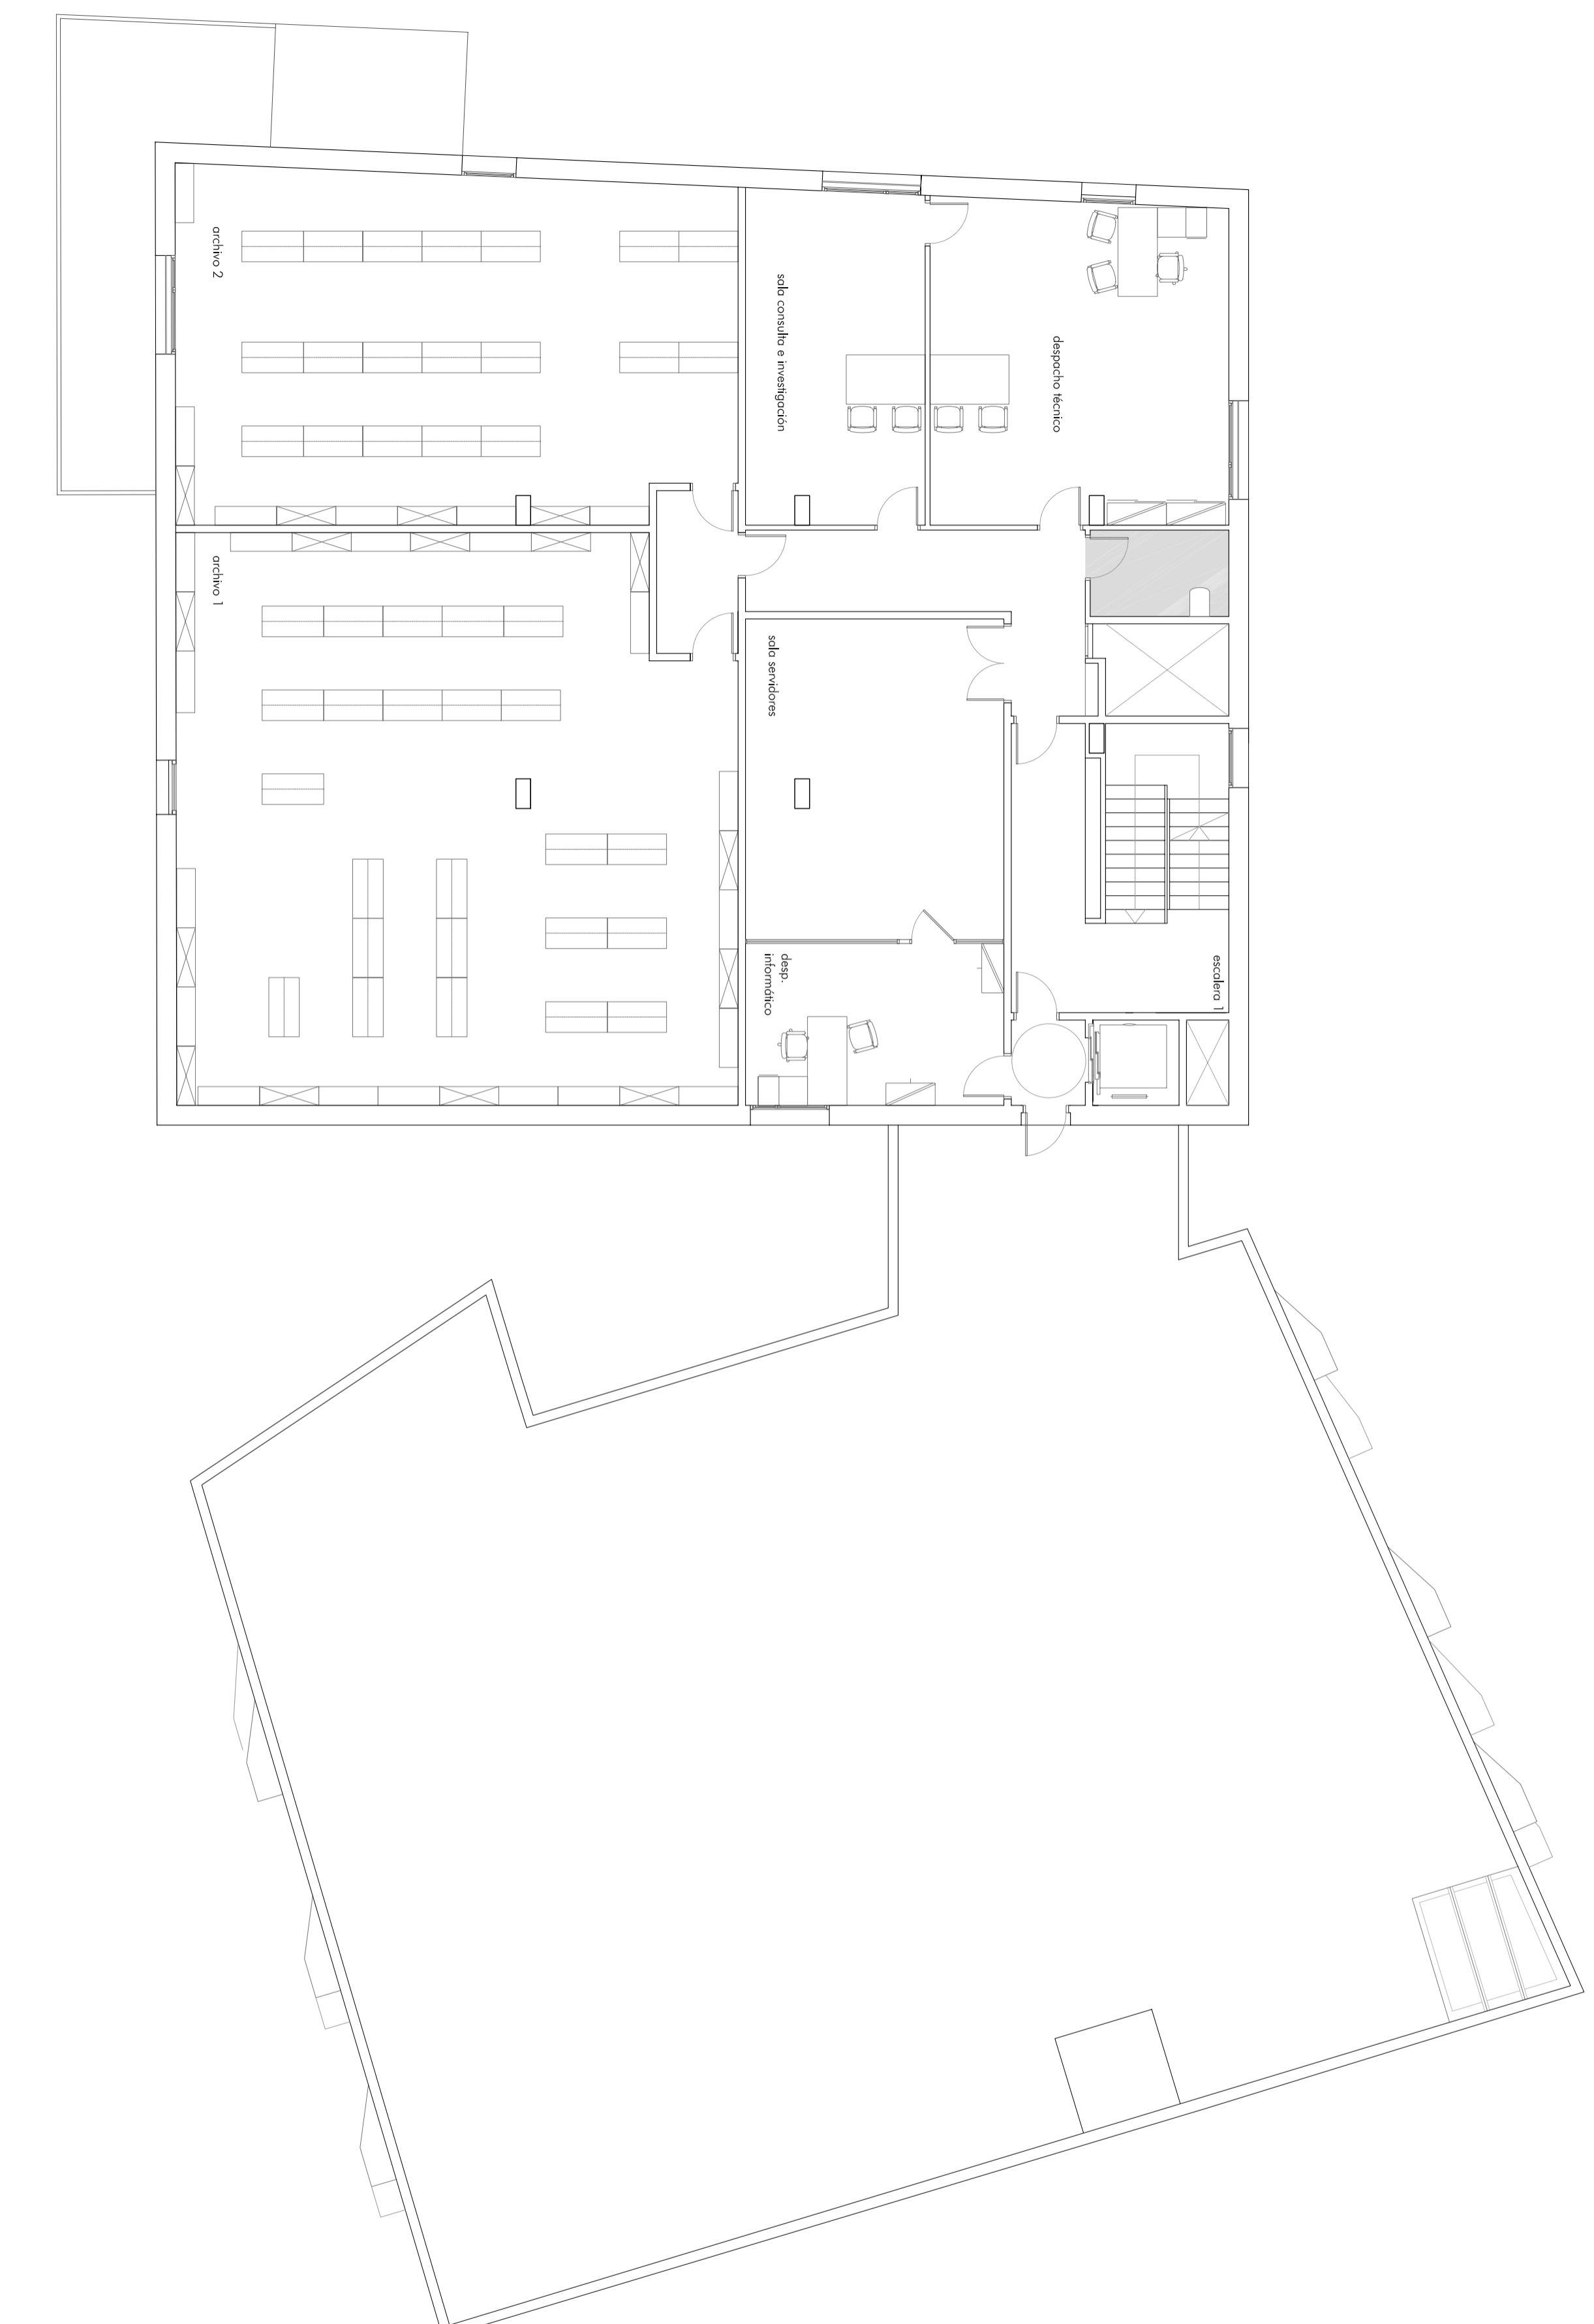 archivo 2
sala consulta e investigación
despacho técnico
archivo 1
sala servidores
desp.
informático
escalera 1